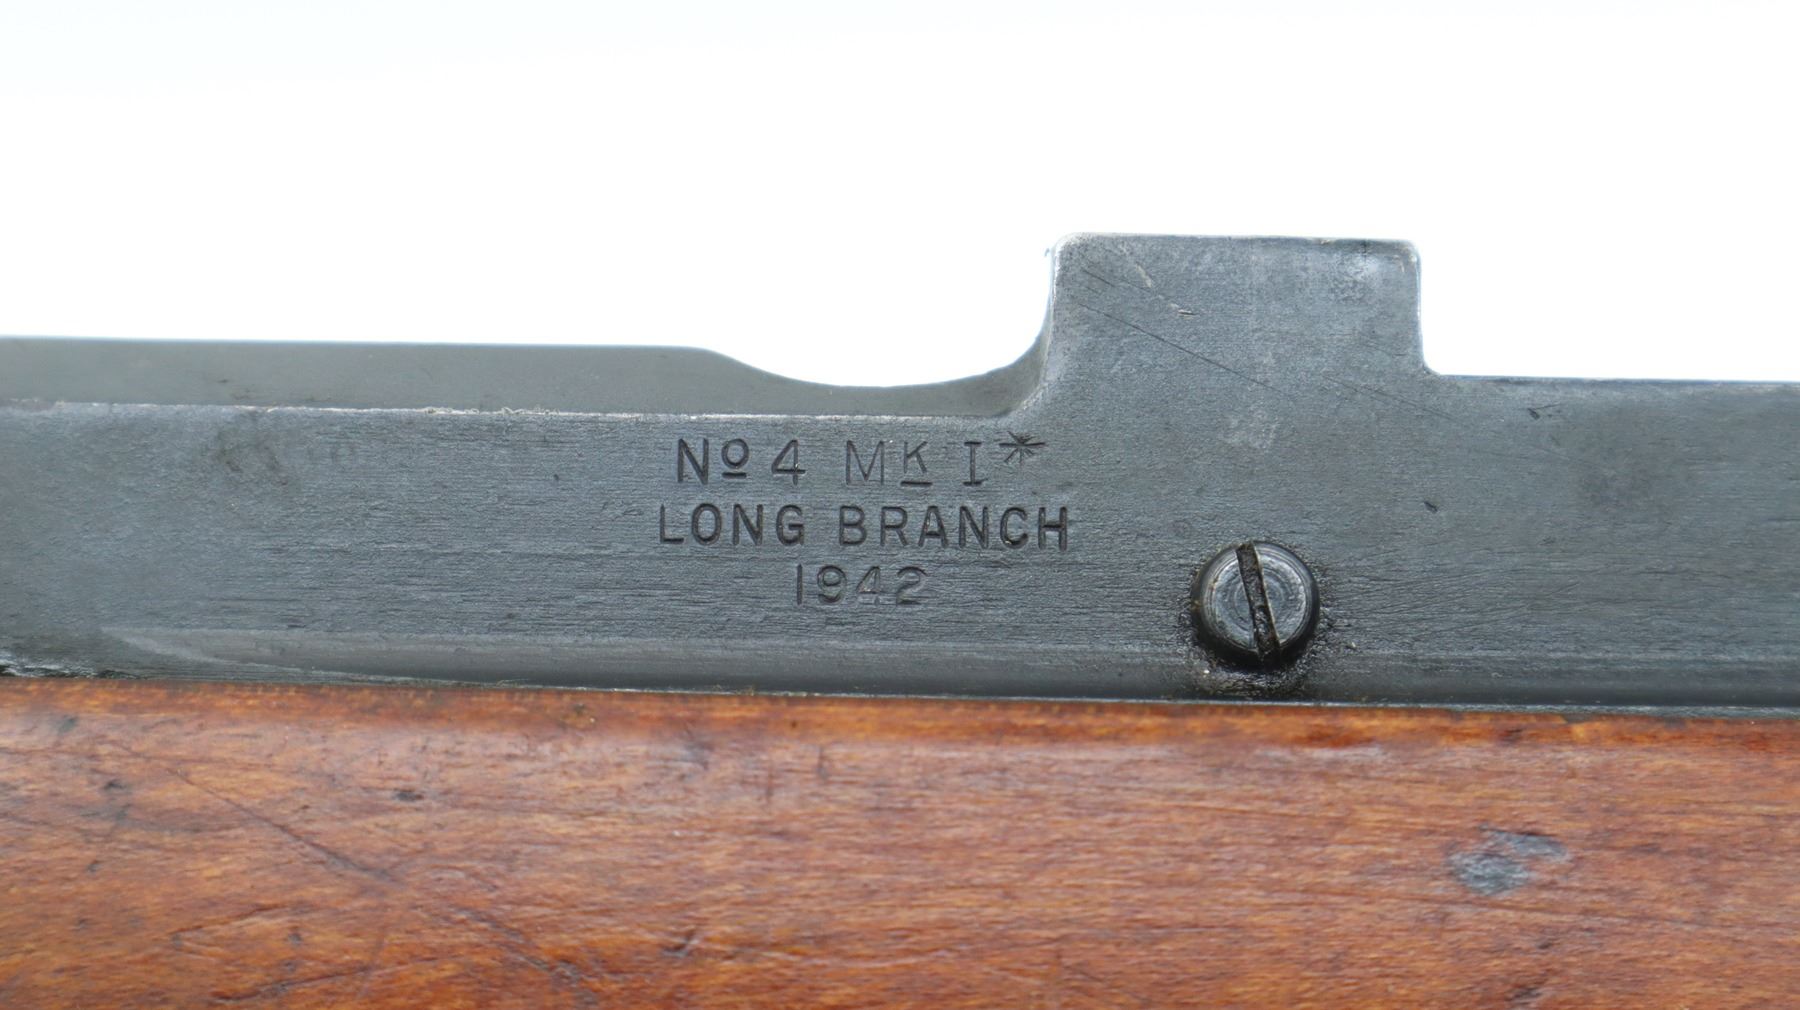 Nº 4 MK I*
LONG BRANCH
1942